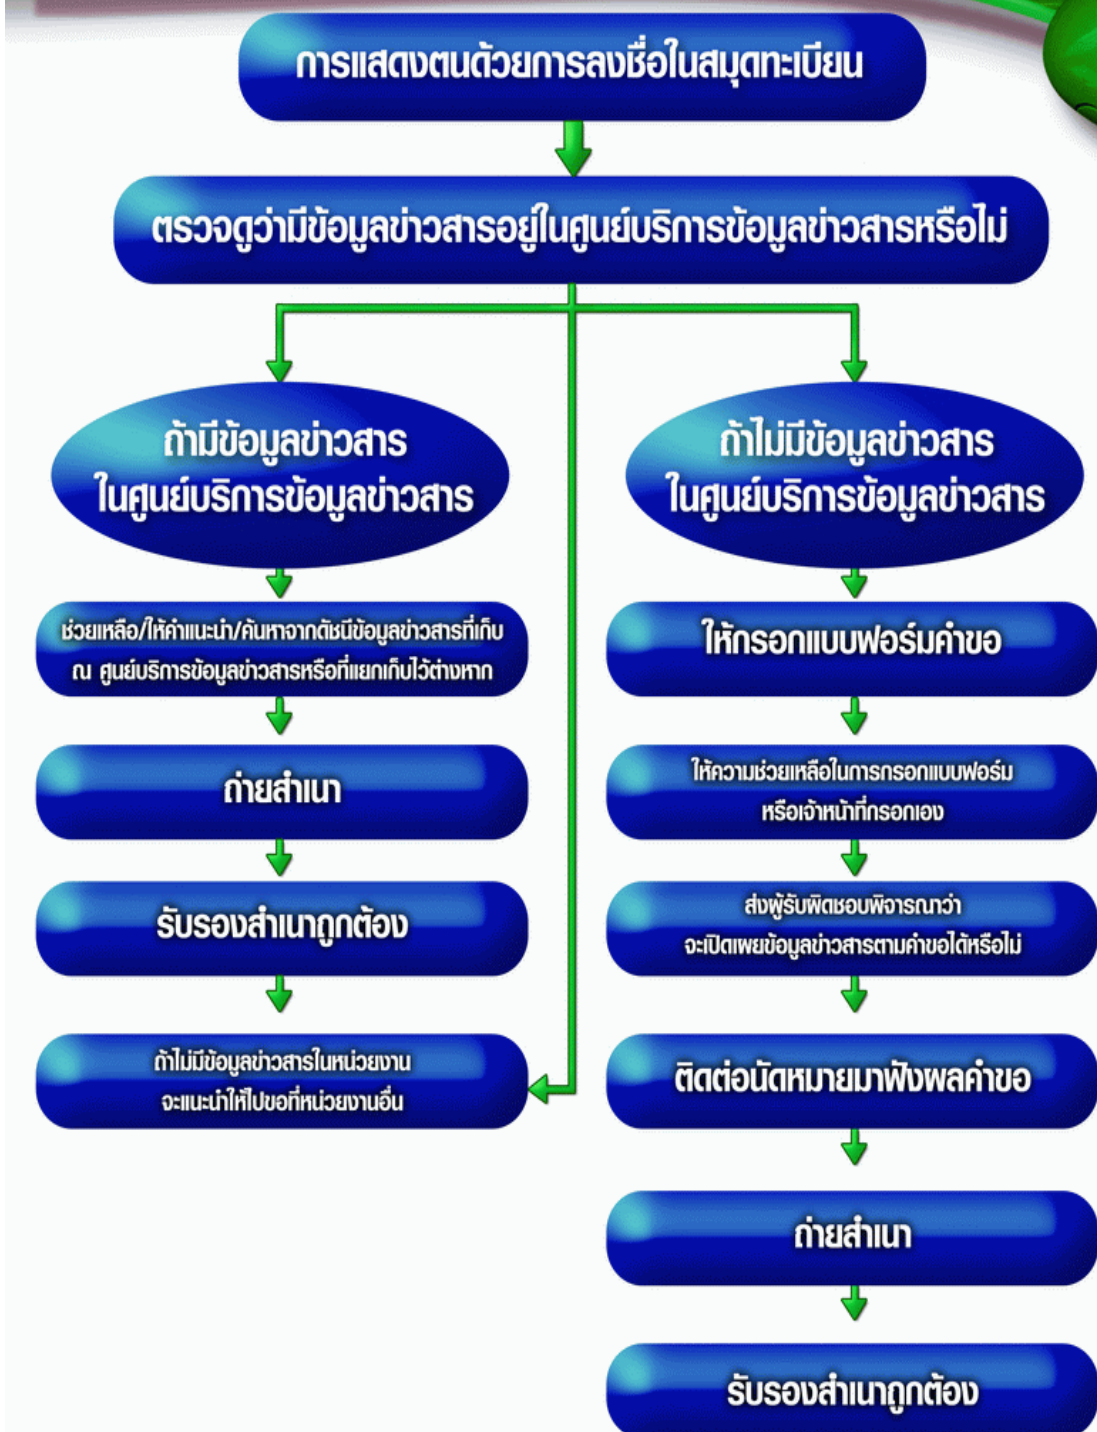 การแสดงตนด้วยการลงชื่อในสมุดทะเบียน
ตรวจดูว่ามีข้อมูลข่าวสารอยู่ในศูนย์บริการข้อมูลข่าวสารหรือไม่
ถ้ามีข้อมูลข่าวสาร
ในศูนย์บริการข้อมูลข่าวสาร
ช่วยเหลือ/ให้คำแนะนำ/ค้นหาจากดัชนีข้อมูลข่าวสารที่เก็บ
ณ ศูนย์บริการข้อมูลข่าวสารหรือที่แยกเก็บไว้ต่างหาก
ถ่ายสำเนา
รับรองสำเนาถูกต้อง
ถ้าไม่มีข้อมูลข่าวสารในหน่วยงาน
จะแนะนำให้ไปขอที่หน่วยงานอื่น
ถ้าไม่มีข้อมูลข่าวสาร
ในศูนย์บริการข้อมูลข่าวสาร
ให้กรอกแบบฟอร์มคำขอ
ให้ความช่วยเหลือในการกรอกแบบฟอร์ม
หรือเจ้าหน้าที่กรอกเอง
ส่งผู้รับผิดชอบพิจารณาว่า
จะเปิดเผยข้อมูลข่าวสารตามคำขอได้หรือไม่
ติดต่อนัดหมายมาฟังผลคำขอ
ถ่ายสำเนา
รับรองสำเนาถูกต้อง